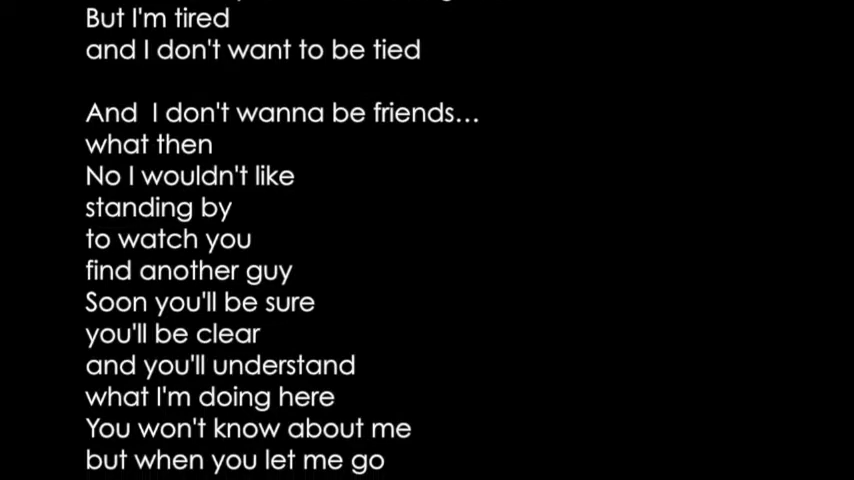 But I'm tired
and I don't want to be tied
And I don't wanna be friends...
what then
No I wouldn't like
standing by
to watch you
find another guy
Soon you'll be sure
you'll be clear
and you'll understand
what I'm doing here
You won't know about me
but when you let me go